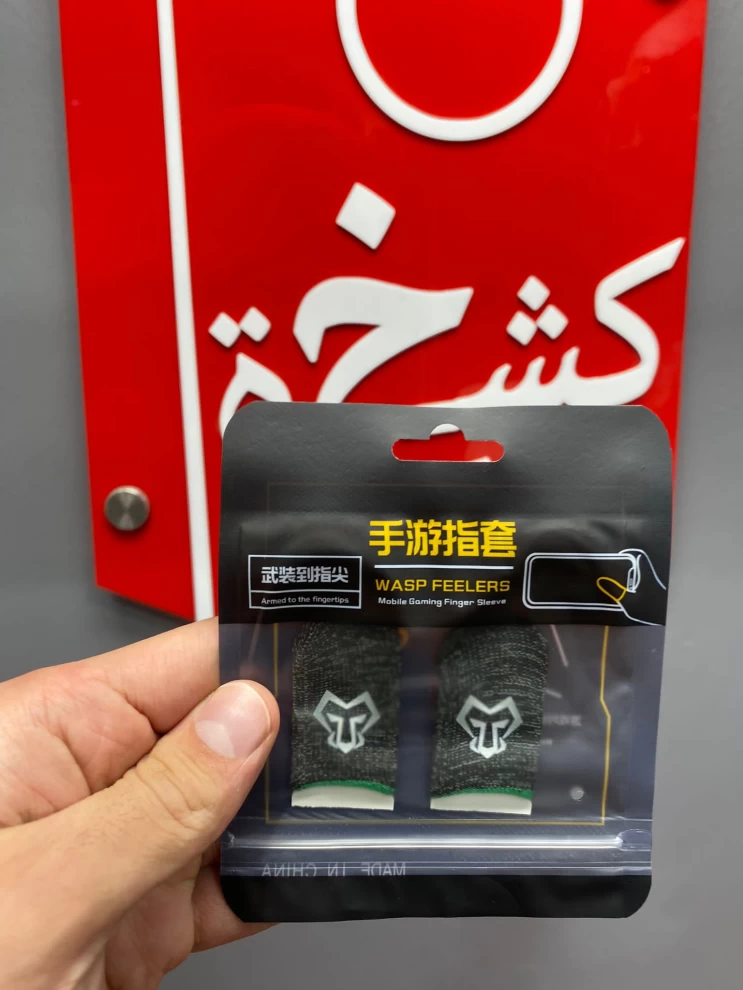 كشخة
手游指套
武装到指尖
Armed to the fingertips
WASP FEELERS
Mobile Gaming Finger Sleeve
MADE IN CHINA